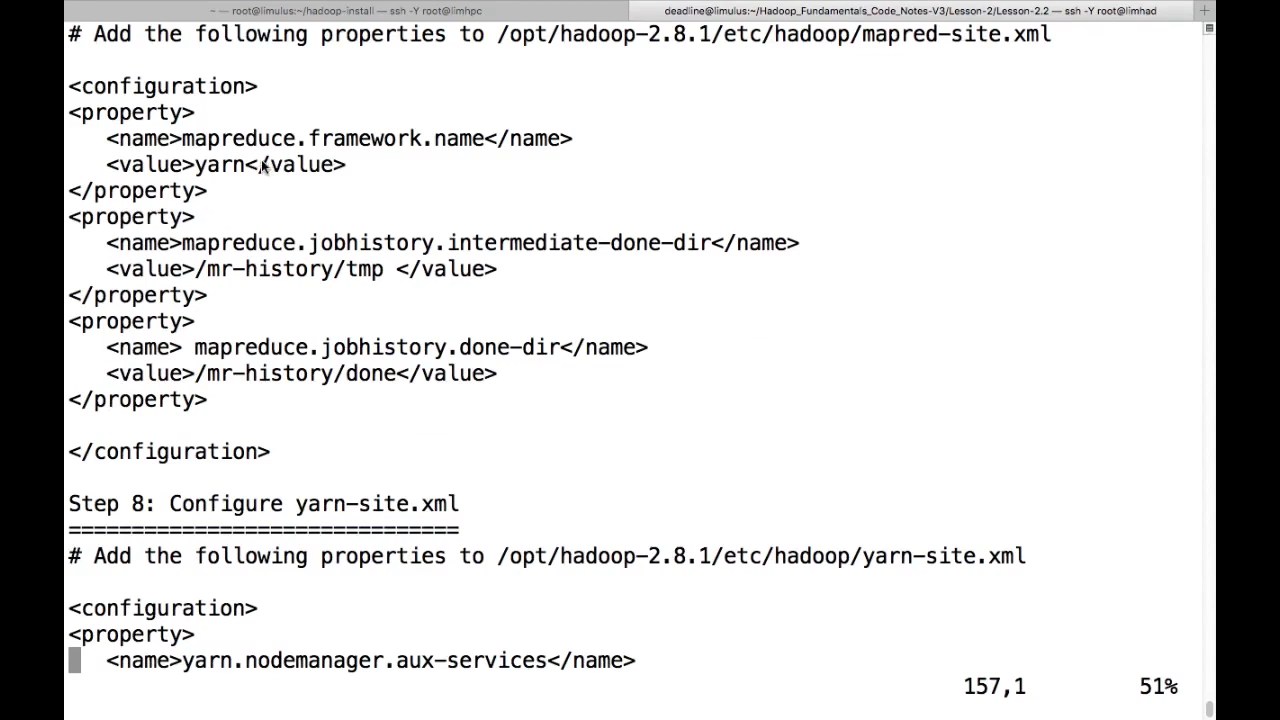 ~ — root@limulus:~/hadoop-install — ssh -Y root@limhpc
deadline@limulus:~/Hadoop_Fundamentals_Code_Notes-V3/Lesson-2/Lesson-2.2 — ssh -Y root@limhad
# Add the following properties to /opt/hadoop-2.8.1/etc/hadoop/mapred-site.xml
<configuration>
<property>
   <name>mapreduce.framework.name</name>
   <value>yarn</value>
</property>
<property>
   <name>mapreduce.jobhistory.intermediate-done-dir</name>
   <value>/mr-history/tmp </value>
</property>
<property>
   <name> mapreduce.jobhistory.done-dir</name>
   <value>/mr-history/done</value>
</property>
</configuration>
Step 8: Configure yarn-site.xml
===============================
# Add the following properties to /opt/hadoop-2.8.1/etc/hadoop/yarn-site.xml
<configuration>
<property>
   <name>yarn.nodemanager.aux-services</name>
157,1 51%